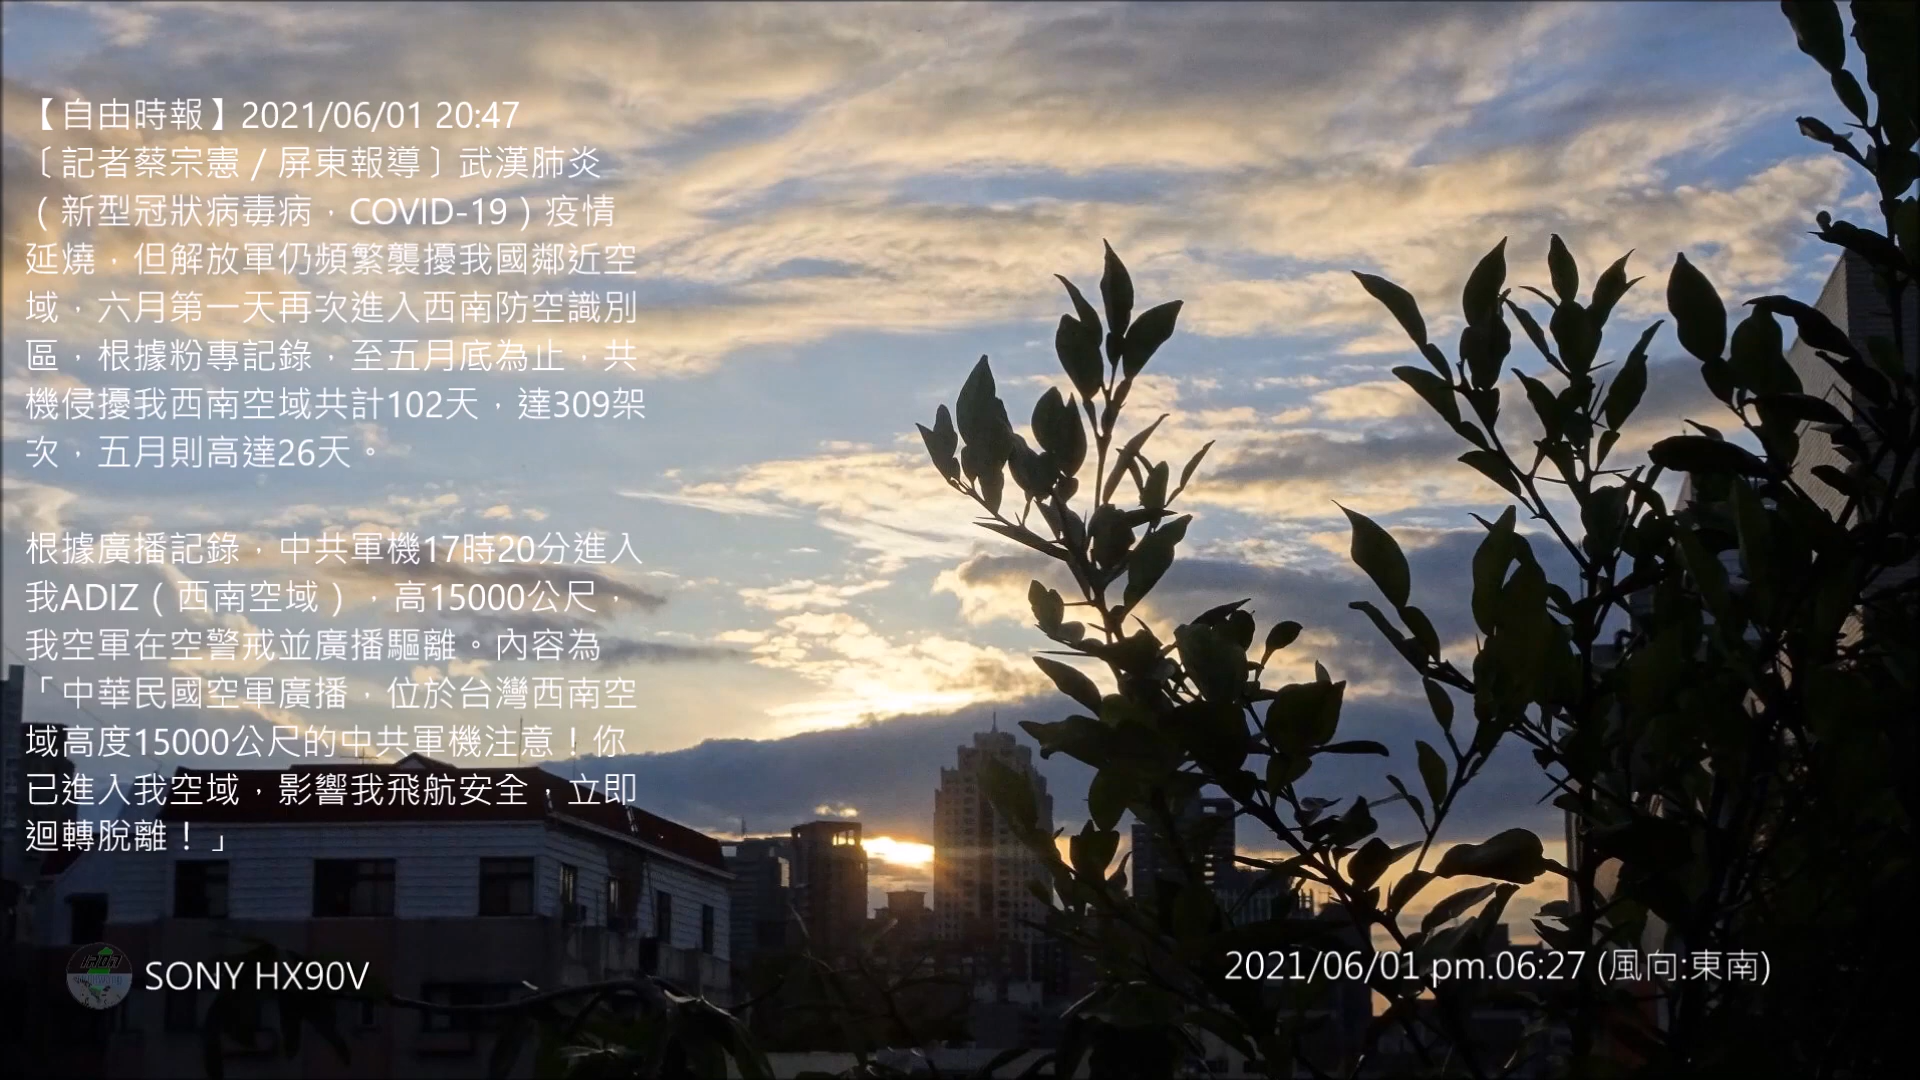 【自由時報】2021/06/01 20:47
〔記者蔡宗憲／屏東報導〕武漢肺炎
（新型冠狀病毒病，COVID-19）疫情
延燒，但解放軍仍頻繁襲擾我國鄰近空
域，六月第一天再次進入西南防空識別
區，根據粉專記錄，至五月底為止，共
機侵擾我西南空域共計102天，達309架
次，五月則高達26天。
根據廣播記錄，中共軍機17時20分進入
我ADIZ（西南空域），高15000公尺，
我空軍在空警戒並廣播驅離。內容為
「中華民國空軍廣播，位於台灣西南空
域高度15000公尺的中共軍機注意！你
已進入我空域，影響我飛航安全，立即
迴轉脫離！」
SONY HX90V
2021/06/01 pm.06:27 (風向:東南)